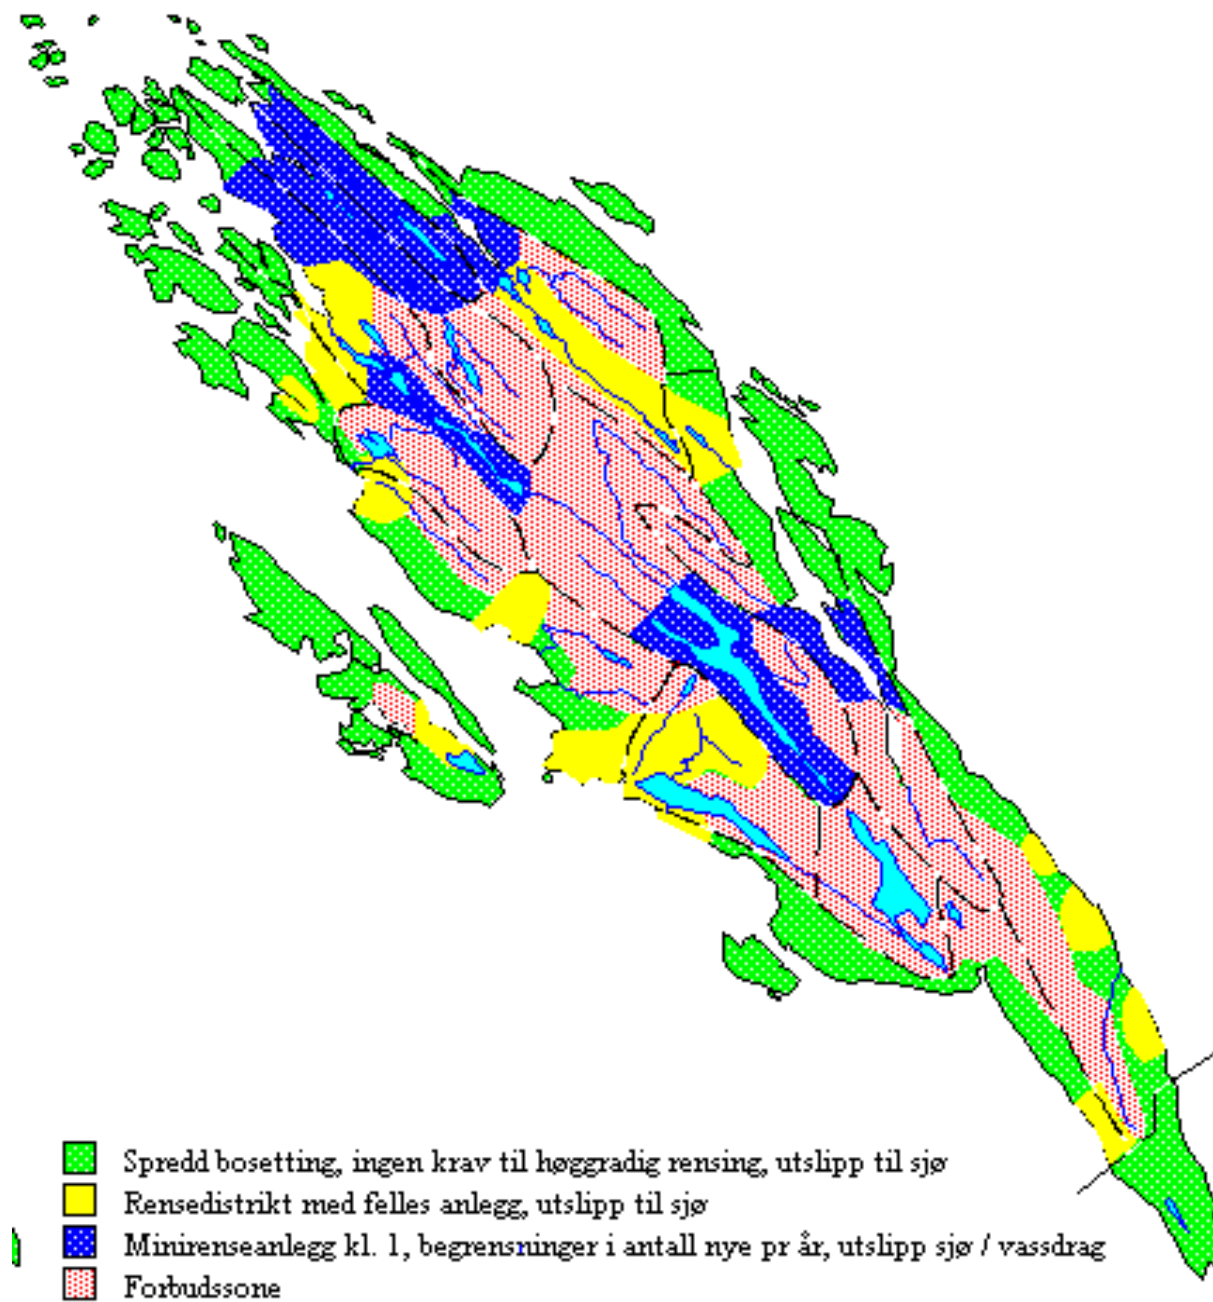 Spredd bosetting, ingen krav til høggradig rensing, utslipp til sjø
Rensedistrikt med felles anlegg, utslipp til sjø
Minirenseanlegg kl. 1, begrensninger i antall nye pr år, utslipp sjø / vassdrag
Forbudssone